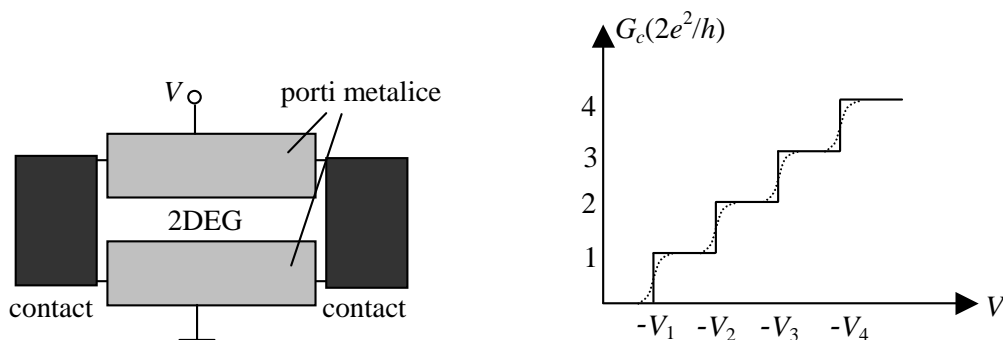 V
porti metalice
2DEG
contact
contact
G_c(2e^2/h)
4
3
2
1
V
-V_1 -V_2 -V_3 -V_4